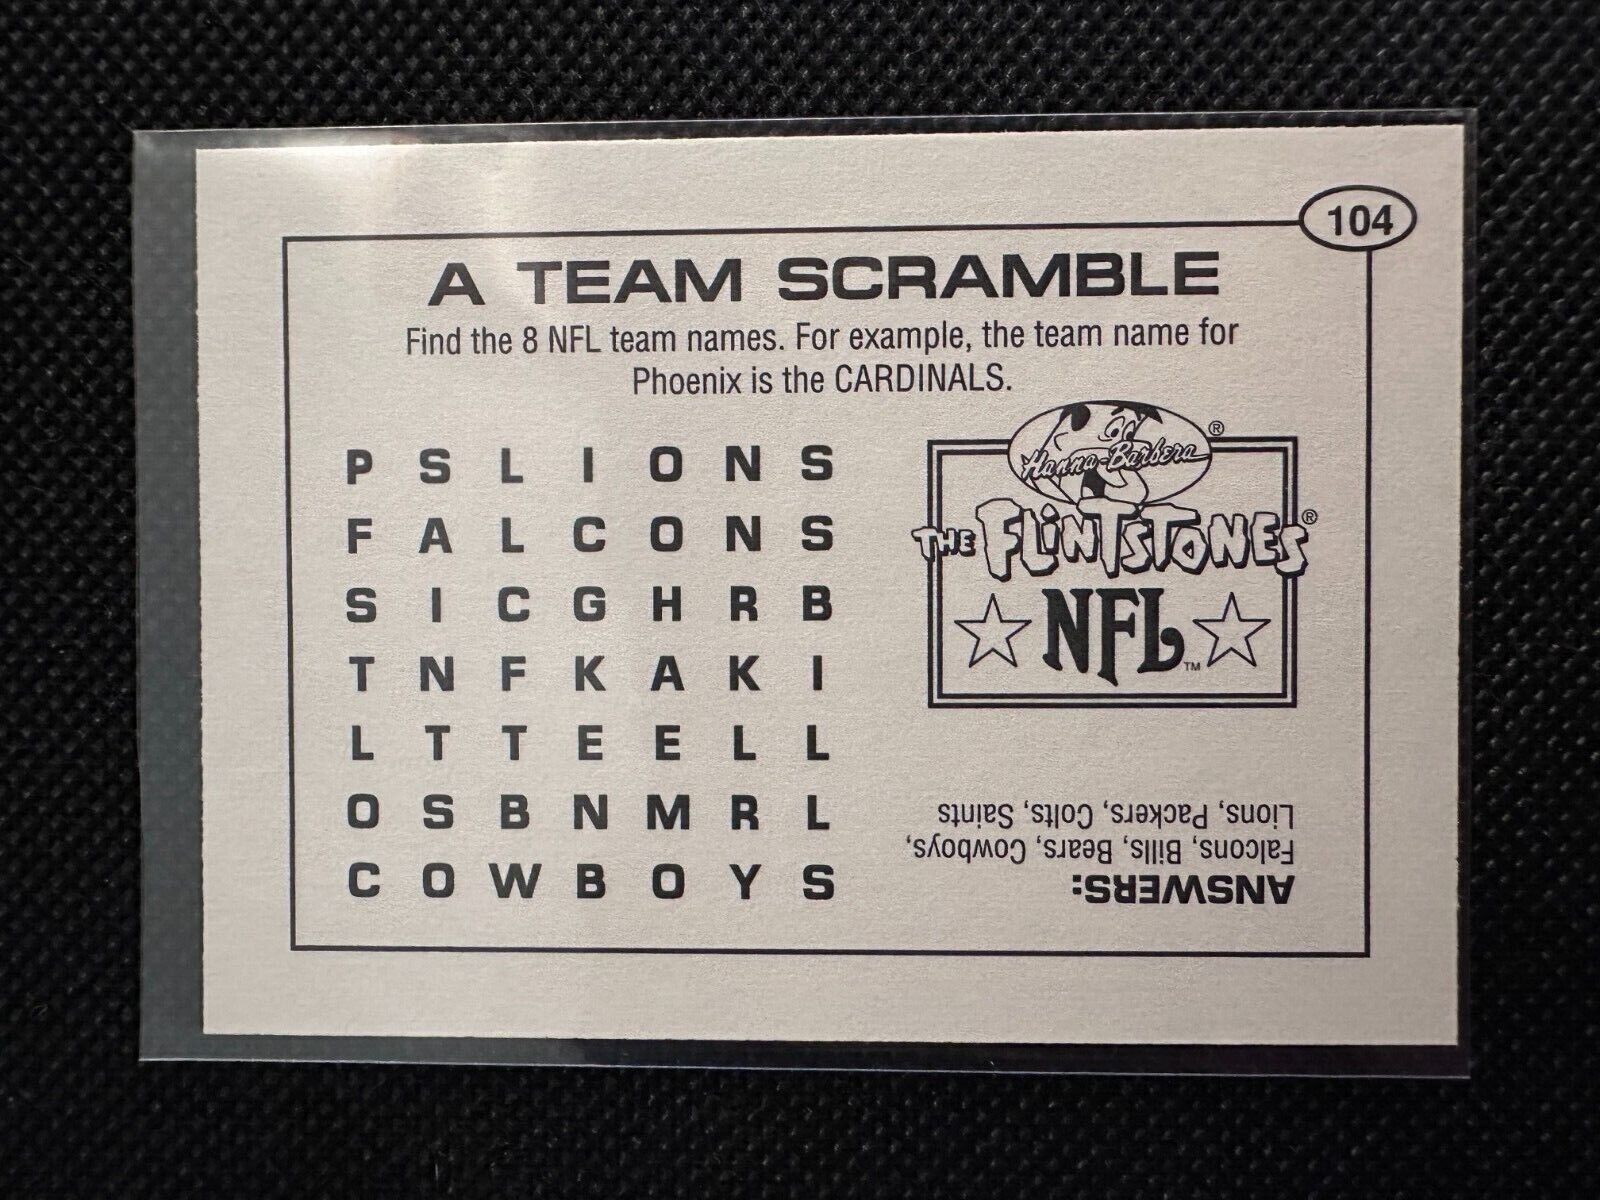 104
A TEAM SCRAMBLE
Find the 8 NFL team names. For example, the team name for
Phoenix is the CARDINALS.
P S L I O N S
F A L C O N S
S I C G H R B
T N F K A K I
L T T E E L L
O S B N M R L
C O W B O Y S
Hanna-Barbera ®
THE FLINTSTONES ®
NFL ™
ANSWERS:
Falcons, Bills, Bears, Cowboys,
Lions, Packers, Colts, Saints